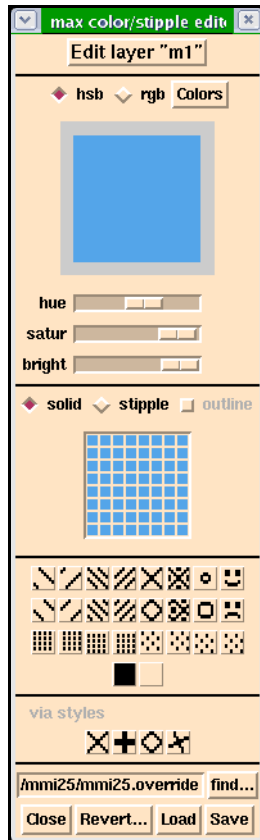 max color/stipple edit
Edit layer "m1"
hsb rgb Colors
hue
satur
bright
solid stipple outline
via styles
/mmi25/mmi25.override find...
Close Revert... Load Save